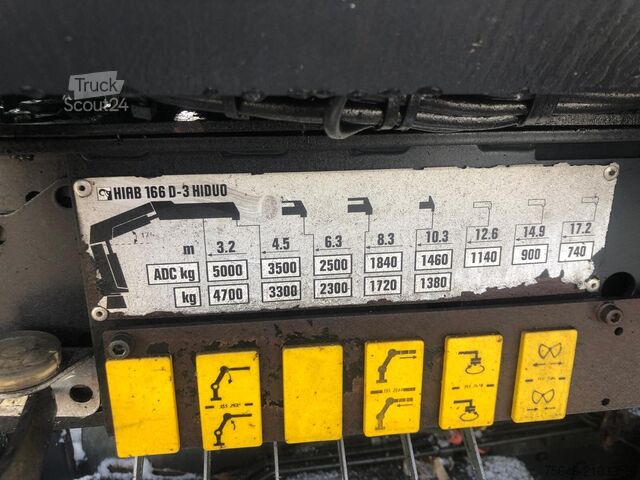 Truck
Scout24
HIAB 166 D-3 HIDUO
m 3.2 4.5 6.3 8.3 10.3 12.6 14.9 17.2
ADC kg 5000 3500 2500 1840 1460 1140 900 740
kg 4700 3300 2300 1720 1380